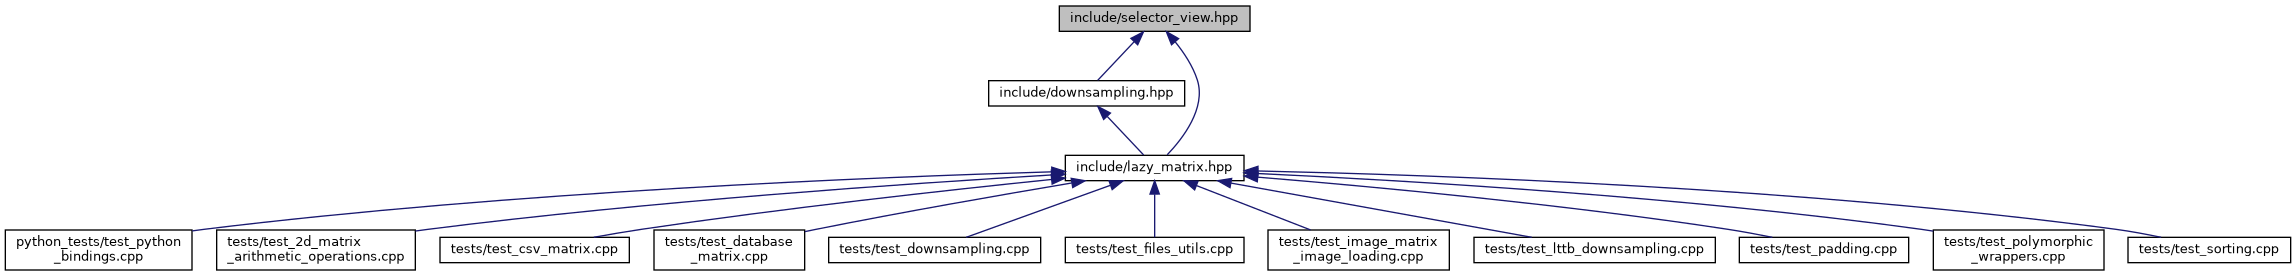 include/selector_view.hpp
include/downsampling.hpp
include/lazy_matrix.hpp
python_tests/test_python
_bindings.cpp
tests/test_2d_matrix
_arithmetic_operations.cpp
tests/test_csv_matrix.cpp
tests/test_database
_matrix.cpp
tests/test_downsampling.cpp
tests/test_files_utils.cpp
tests/test_image_matrix
_image_loading.cpp
tests/test_lttb_downsampling.cpp
tests/test_padding.cpp
tests/test_polymorphic
_wrappers.cpp
tests/test_sorting.cpp